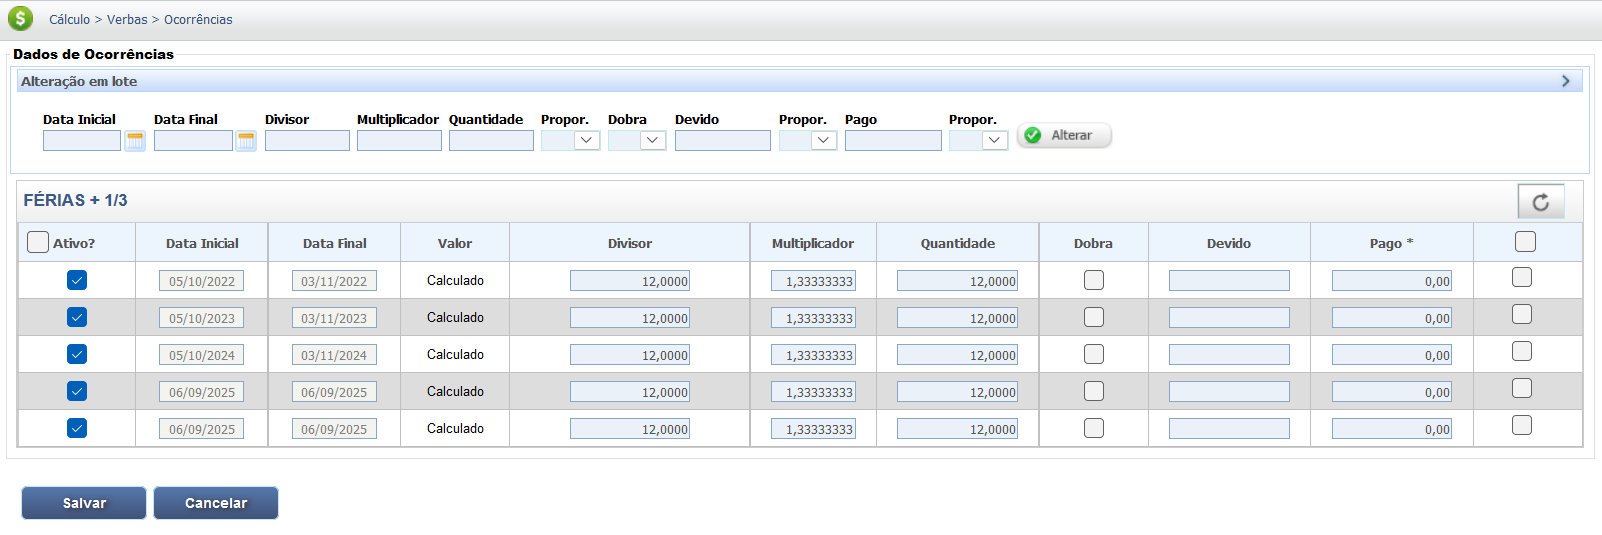 Cálculo > Verbas > Ocorrências
Dados de Ocorrências
Alteração em lote
Data Inicial Data Final Divisor Multiplicador Quantidade Propor. Dobra Devido Propor. Pago Propor.
Alterar
FÉRIAS + 1/3
Ativo? Data Inicial Data Final Valor Divisor Multiplicador Quantidade Dobra Devido Pago *
05/10/2022 03/11/2022 Calculado 12,0000 1,33333333 12,0000 0,00
05/10/2023 03/11/2023 Calculado 12,0000 1,33333333 12,0000 0,00
05/10/2024 03/11/2024 Calculado 12,0000 1,33333333 12,0000 0,00
06/09/2025 06/09/2025 Calculado 12,0000 1,33333333 12,0000 0,00
06/09/2025 06/09/2025 Calculado 12,0000 1,33333333 12,0000 0,00
Salvar Cancelar